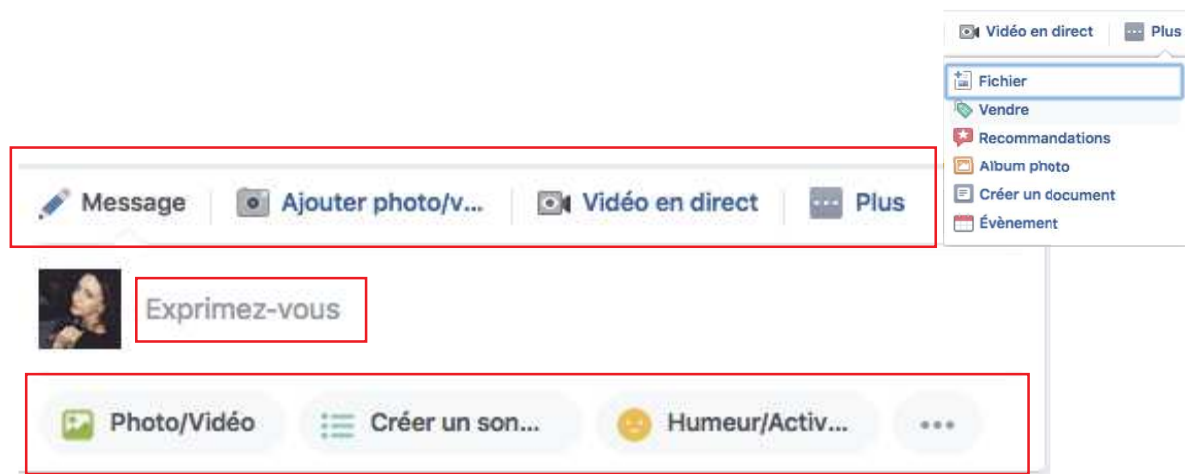 Vidéo en direct Plus
Fichier
Vendre
Recommandations
Album photo
Créer un document
Évènement
Message Ajouter photo/v... Vidéo en direct Plus
Exprimez-vous
Photo/Vidéo Créer un son... Humeur/Activ...